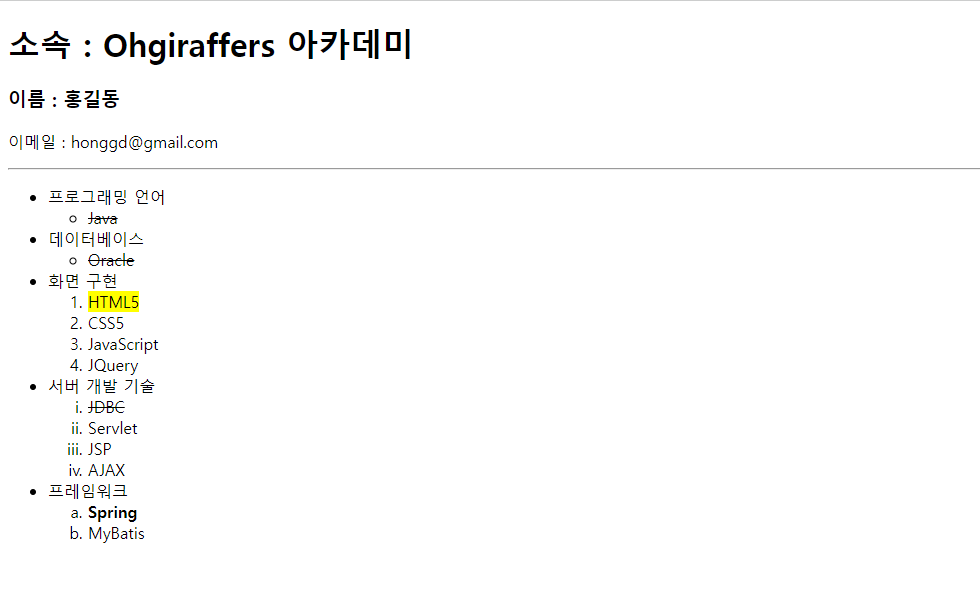 소속 : Ohgiraffers 아카데미
이름 : 홍길동
이메일 : honggd@gmail.com
프로그래밍 언어
Java
데이터베이스
Oracle
화면 구현
1. HTML5
2. CSS5
3. JavaScript
4. JQuery
서버 개발 기술
i. JDBC
ii. Servlet
iii. JSP
iv. AJAX
프레임워크
a. Spring
b. MyBatis